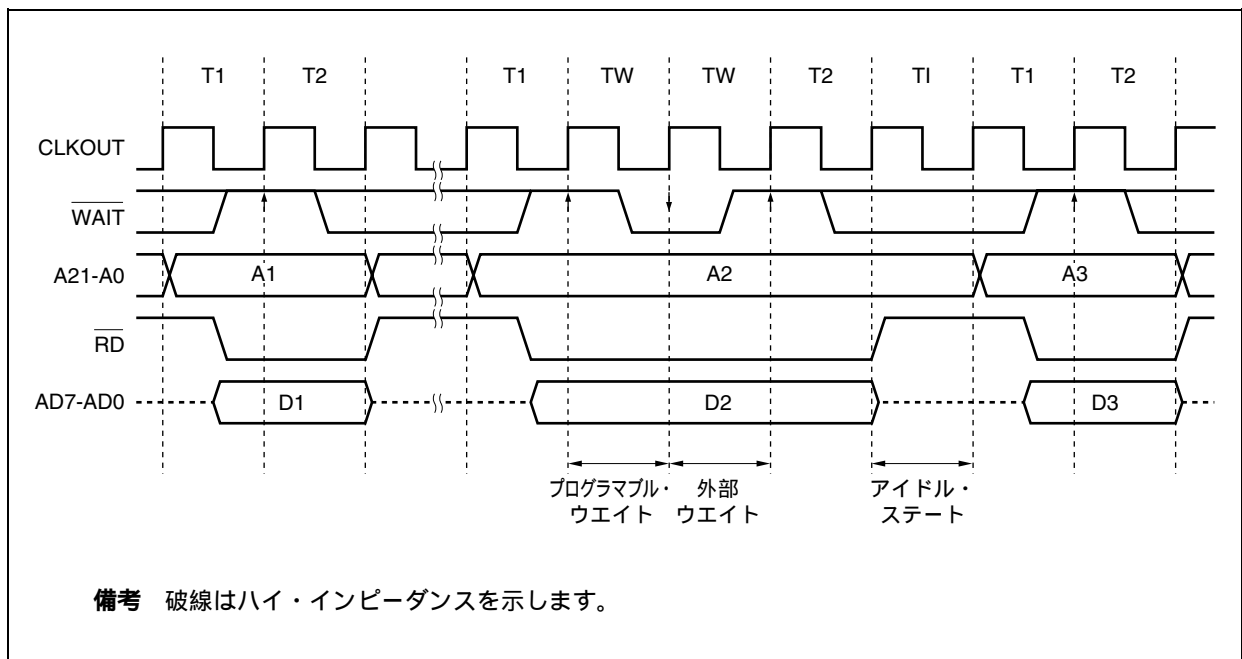 T1 T2 T1 TW TW T2 TI T1 T2
CLKOUT
WAIT
A21-A0 A1 A2 A3
RD
AD7-AD0 D1 D2 D3
プログラマブル・ 外部 アイドル・
ウエイト ウエイト ステート
備考 破線はハイ・インピーダンスを示します。